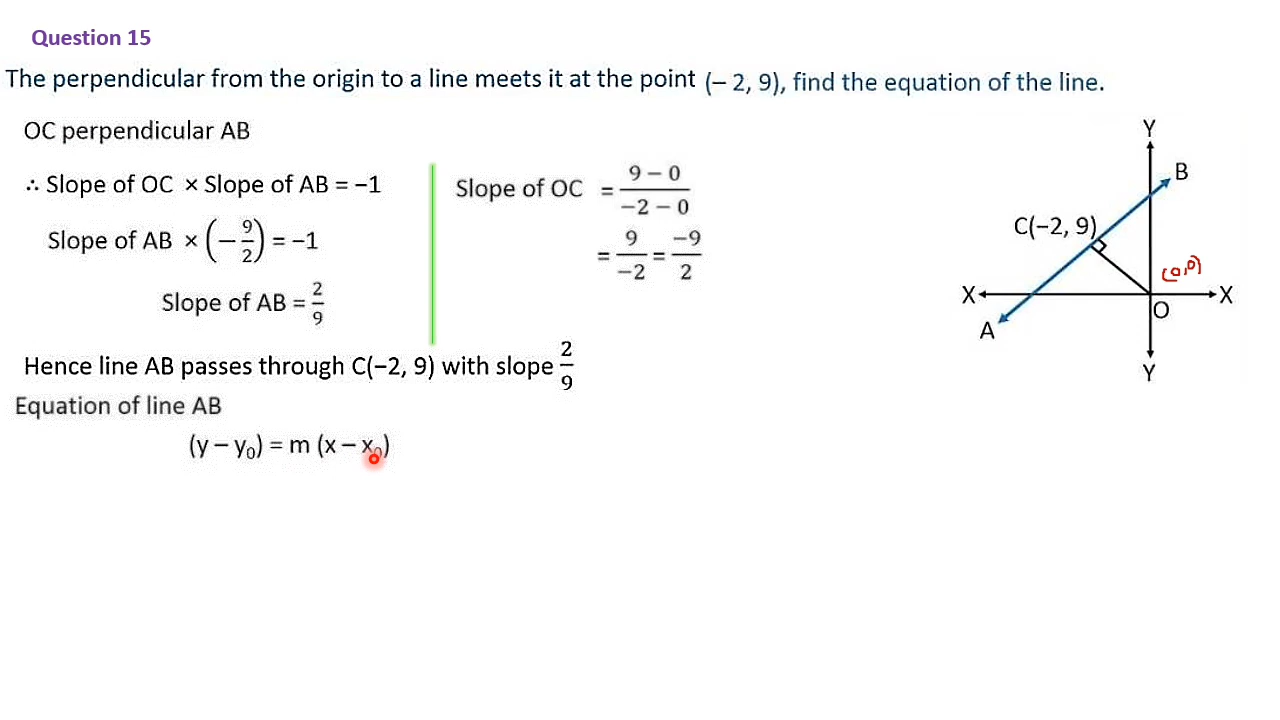 Question 15
The perpendicular from the origin to a line meets it at the point (– 2, 9), find the equation of the line.
OC perpendicular AB
∴ Slope of OC × Slope of AB = −1
Slope of AB × (−9/2) = −1
Slope of AB = 2/9
Slope of OC = (9 − 0)/(−2 − 0)
= 9/−2 = −9/2
Hence line AB passes through C(−2, 9) with slope 2/9
Equation of line AB
(y − y₀) = m (x − x₀)
Y
B
C(−2, 9)
(0,0)
X
X
O
A
Y